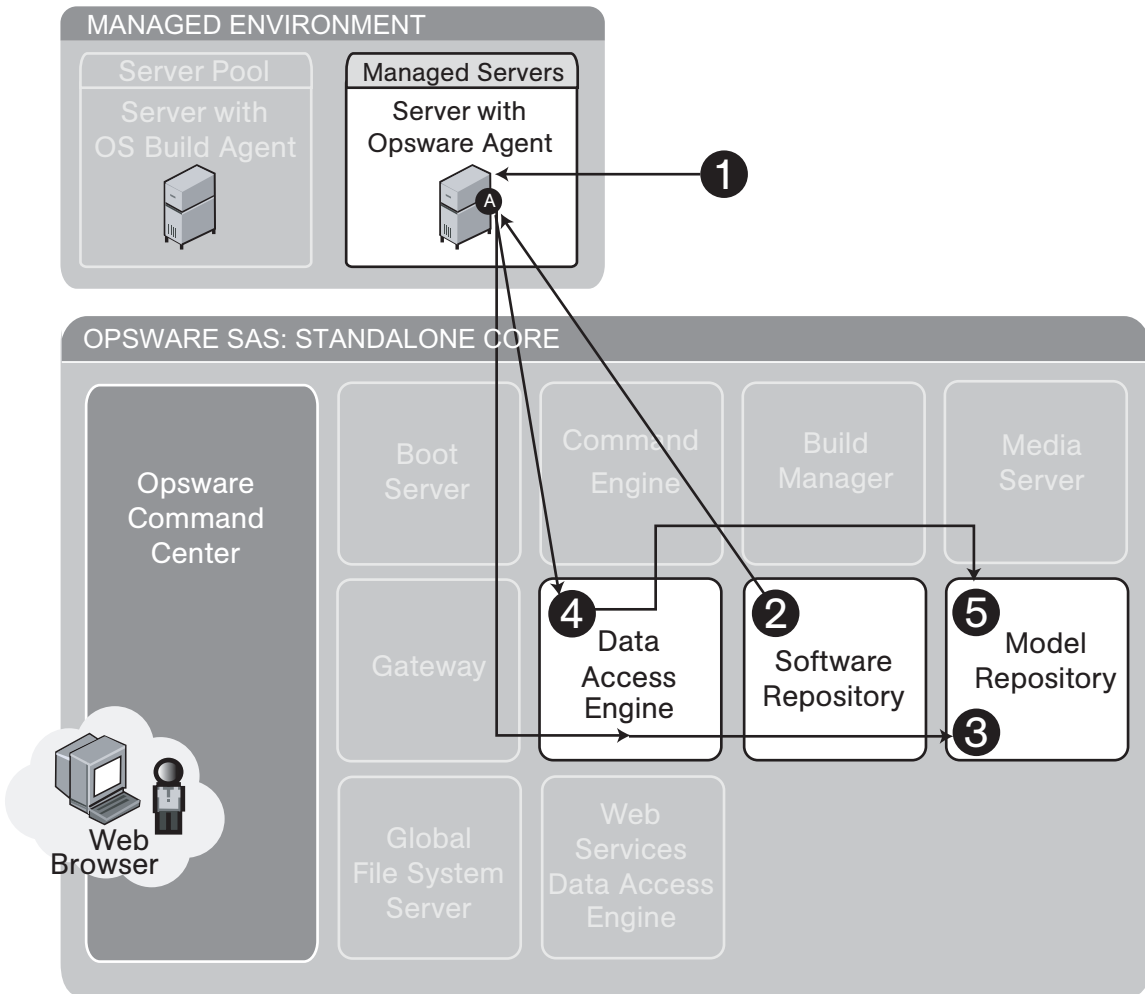 MANAGED ENVIRONMENT
Server Pool
Server with
OS Build Agent
Managed Servers
Server with
Opsware Agent
A
1
OPSWARE SAS: STANDALONE CORE
Opsware
Command
Center
Boot
Server
Command
Engine
Build
Manager
Media
Server
Gateway
4
Data
Access
Engine
2
Software
Repository
5
Model
Repository
3
Web
Browser
Global
File System
Server
Web
Services
Data Access
Engine